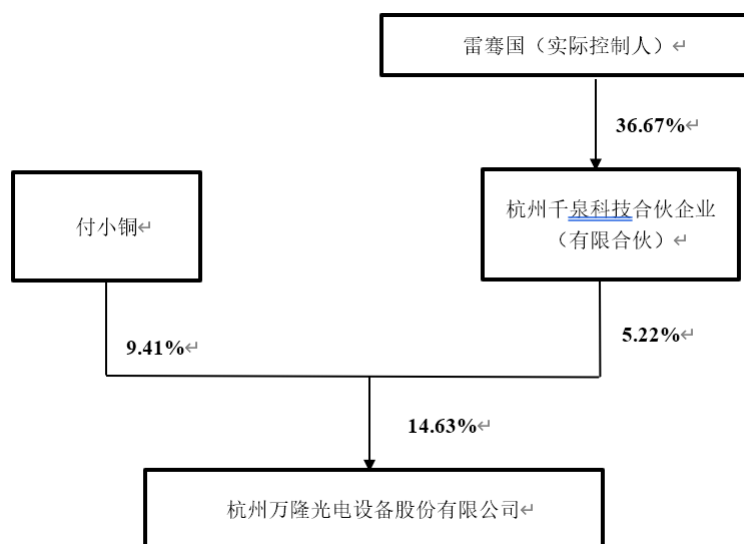 雷骞国（实际控制人）↵
36.67%↵
付小铜↵
杭州千泉科技合伙企业
（有限合伙）↵
9.41%↵
5.22%↵
14.63%↵
杭州万隆光电设备股份有限公司↵